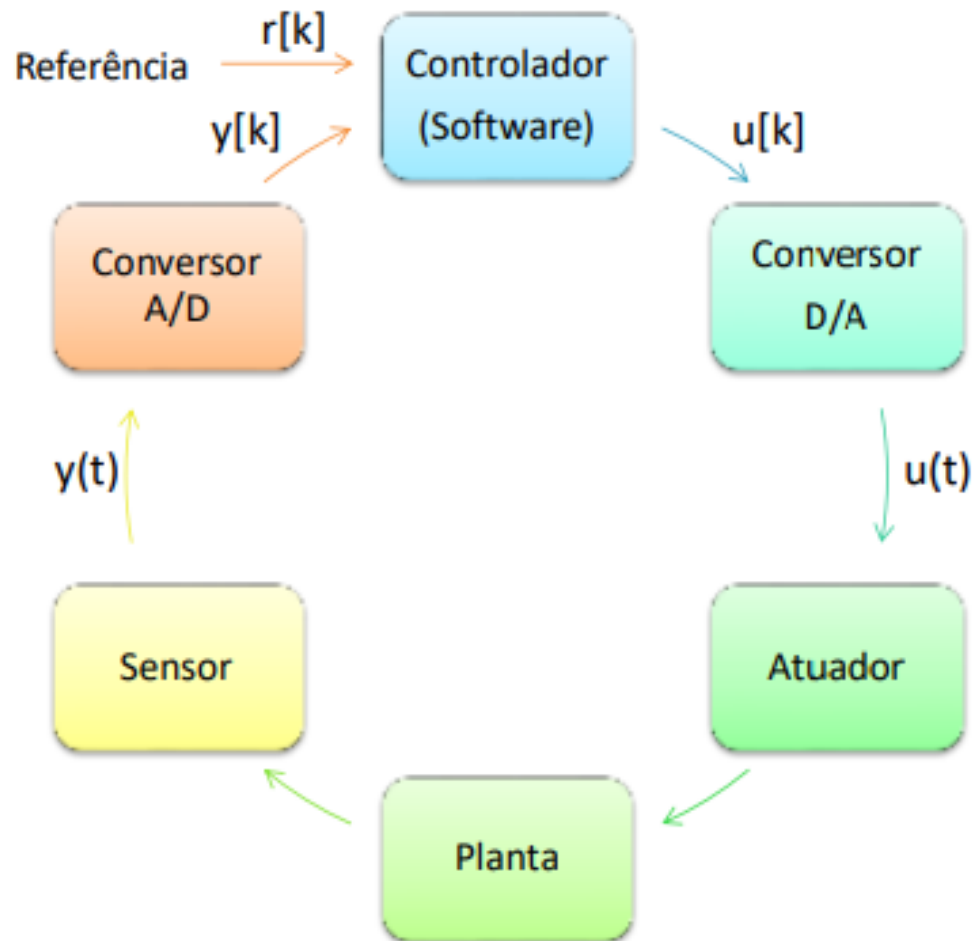 r[k]
Referência
Controlador
(Software)
y[k]
u[k]
Conversor
A/D
Conversor
D/A
y(t)
u(t)
Sensor
Atuador
Planta